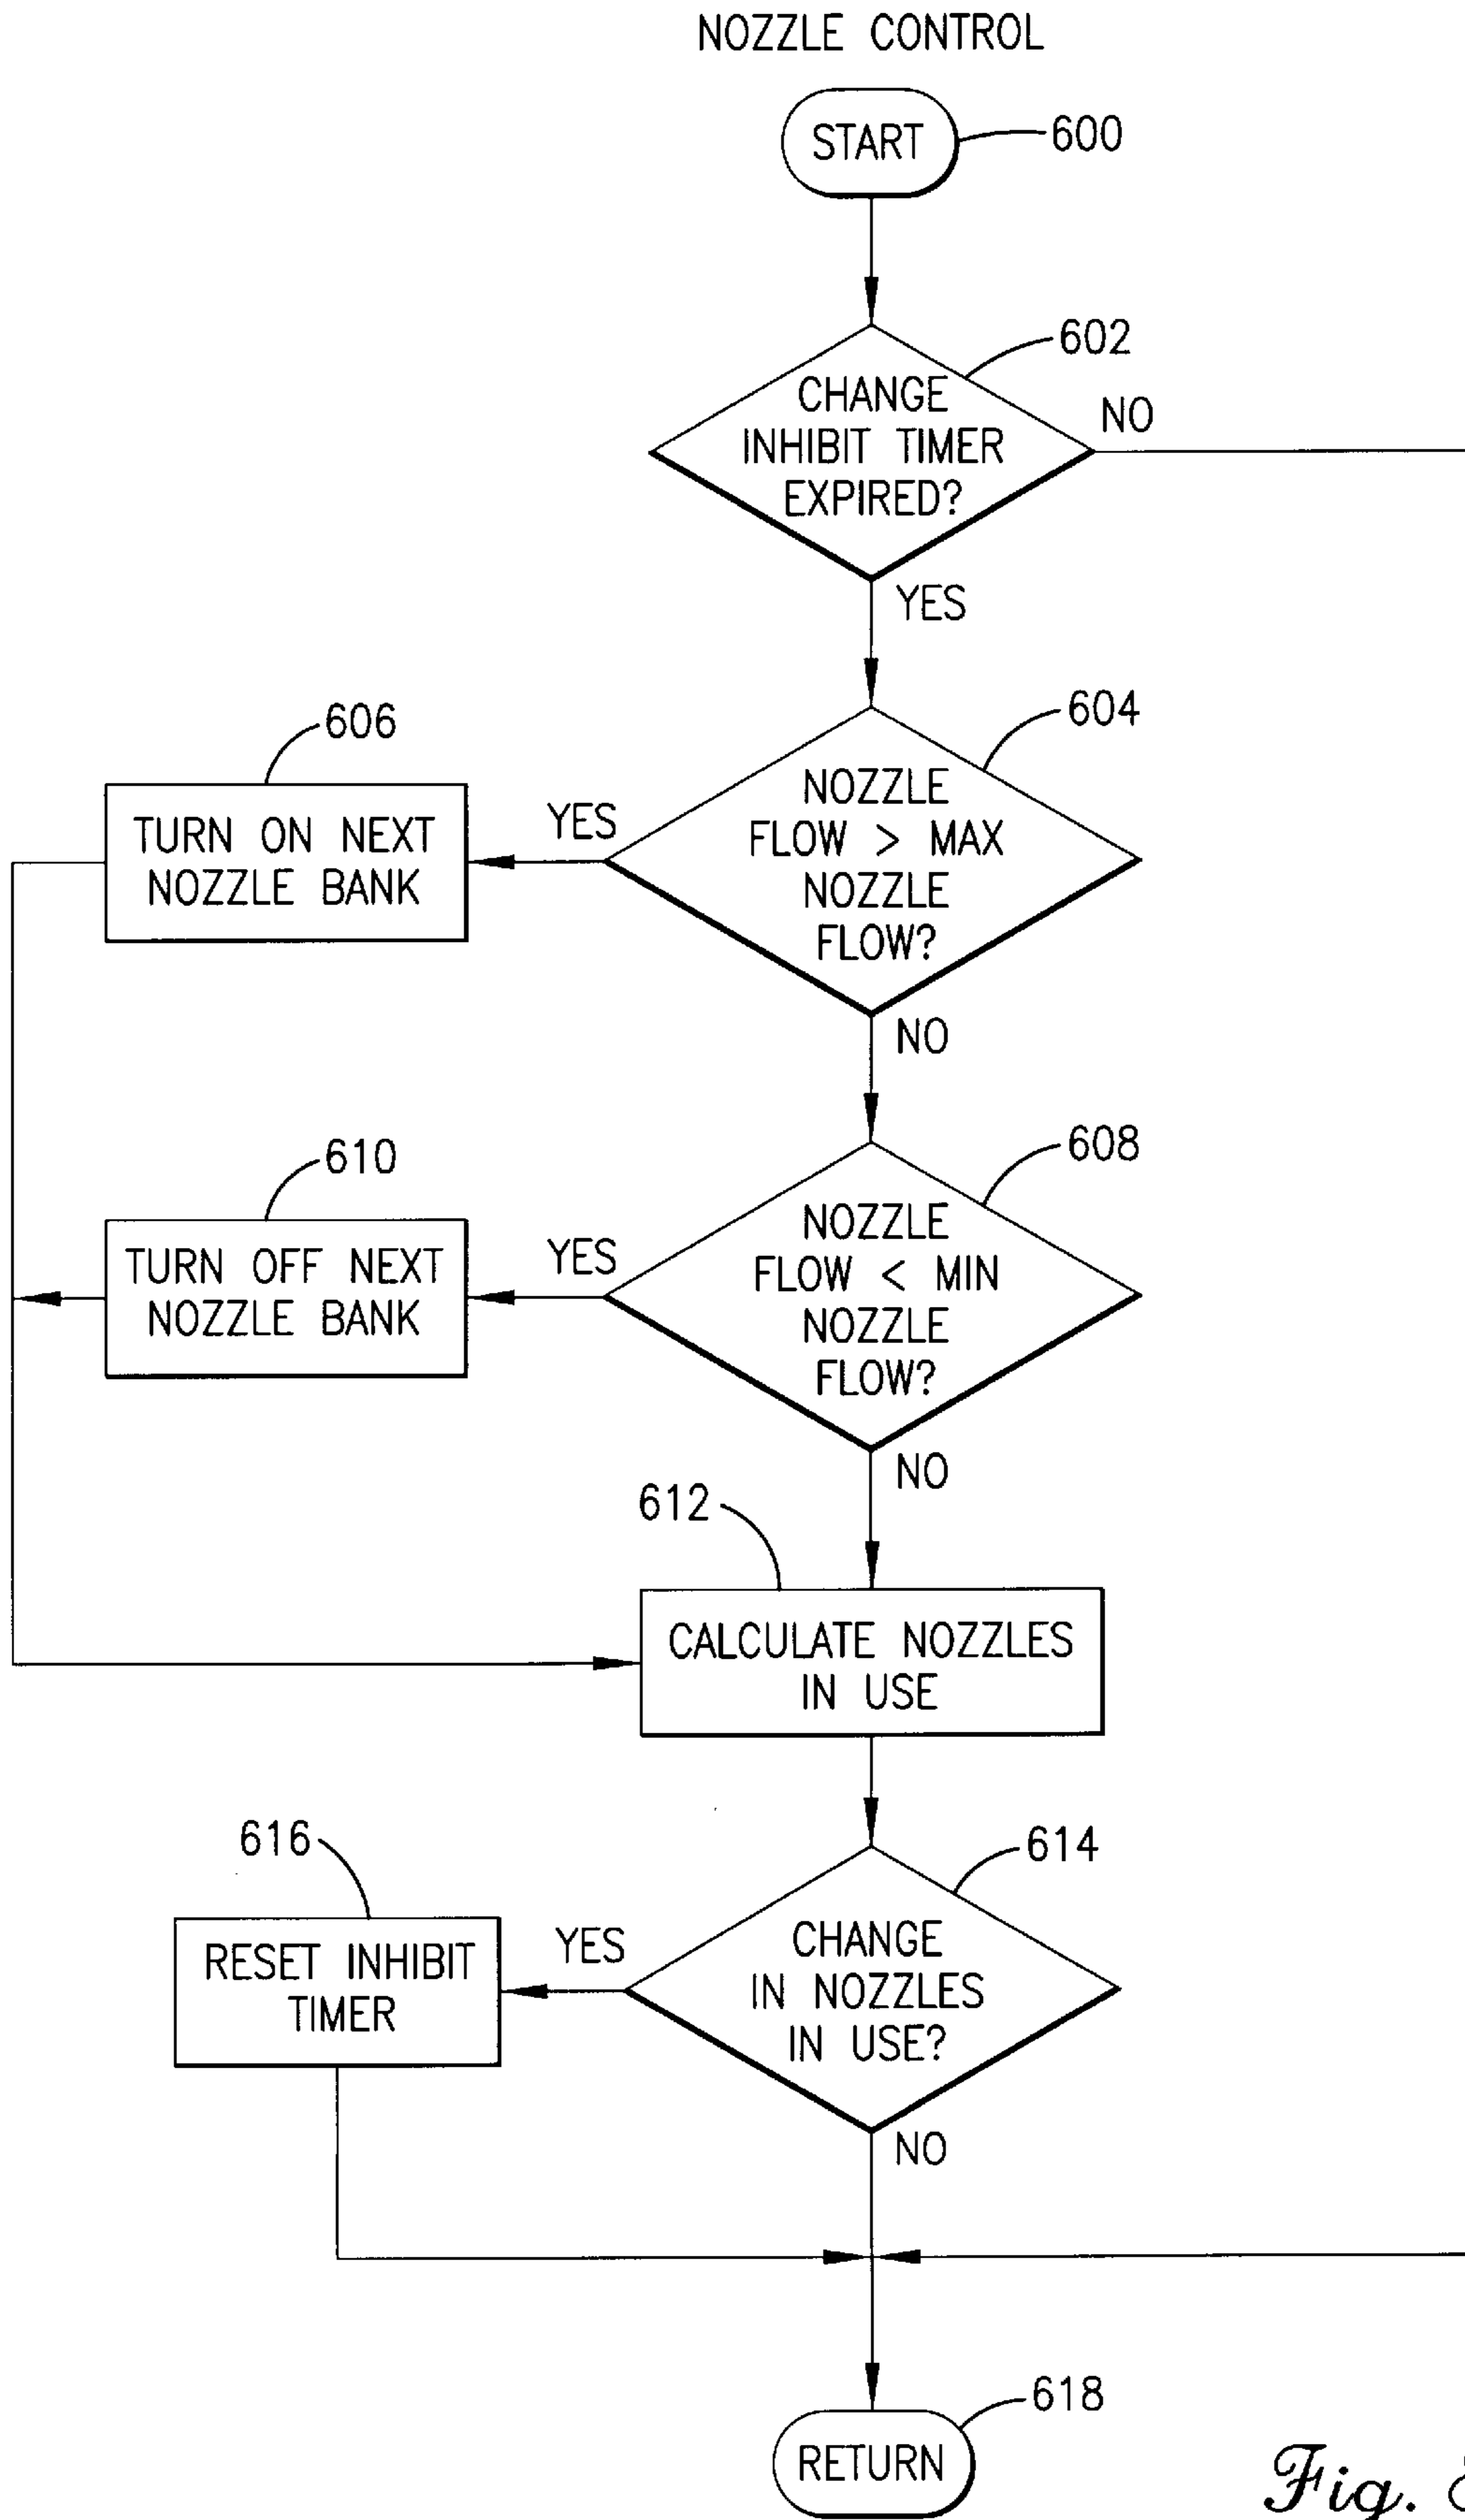 NOZZLE CONTROL
START
600
602
CHANGE
INHIBIT TIMER
EXPIRED?
NO
YES
604
606
NOZZLE
FLOW > MAX
NOZZLE
FLOW?
YES
TURN ON NEXT
NOZZLE BANK
NO
608
610
NOZZLE
FLOW < MIN
NOZZLE
FLOW?
YES
TURN OFF NEXT
NOZZLE BANK
NO
612
CALCULATE NOZZLES
IN USE
614
616
CHANGE
IN NOZZLES
IN USE?
YES
RESET INHIBIT
TIMER
NO
618
RETURN
Fig.